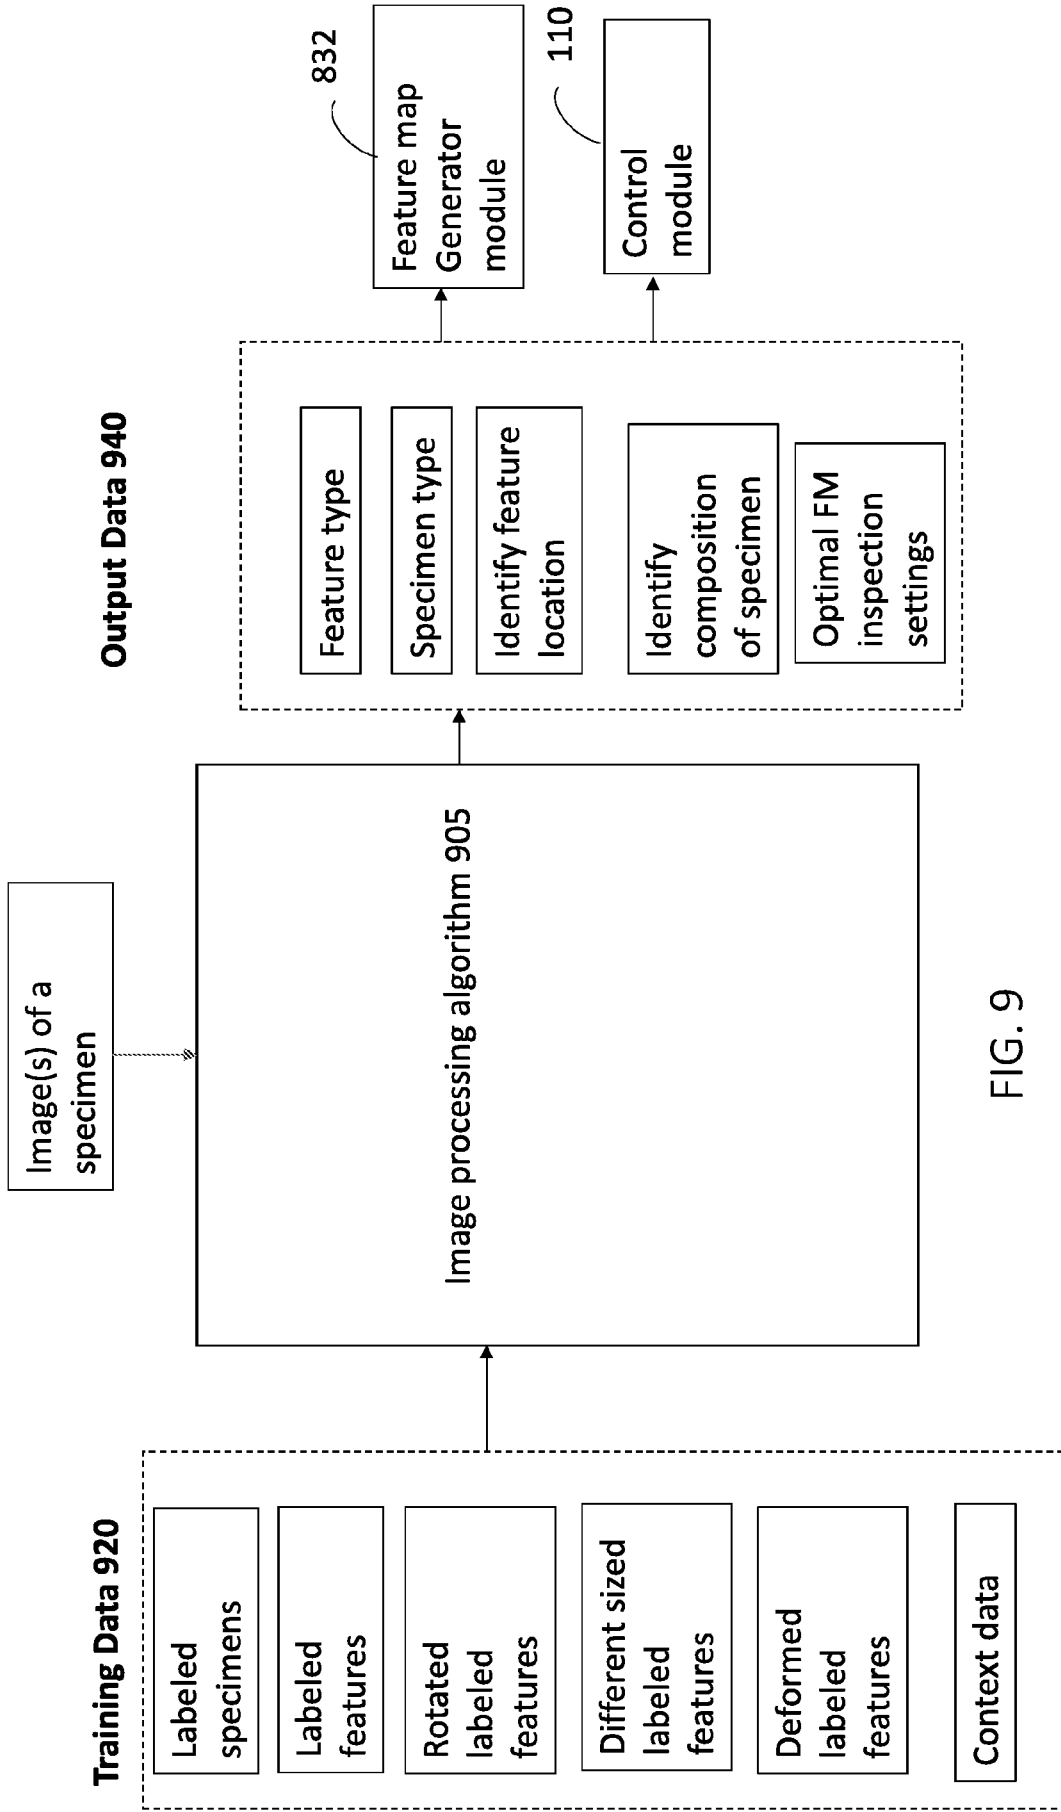 Training Data 920
Labeled
specimens
Labeled
features
Rotated
labeled
features
Different sized
labeled
features
Deformed
labeled
features
Context data
Image(s) of a
specimen
Image processing algorithm 905
Output Data 940
Feature type
Specimen type
Identify feature
location
Identify
composition
of specimen
Optimal FM
inspection
settings
832
Feature map
Generator
module
110
Control
module
FIG. 9